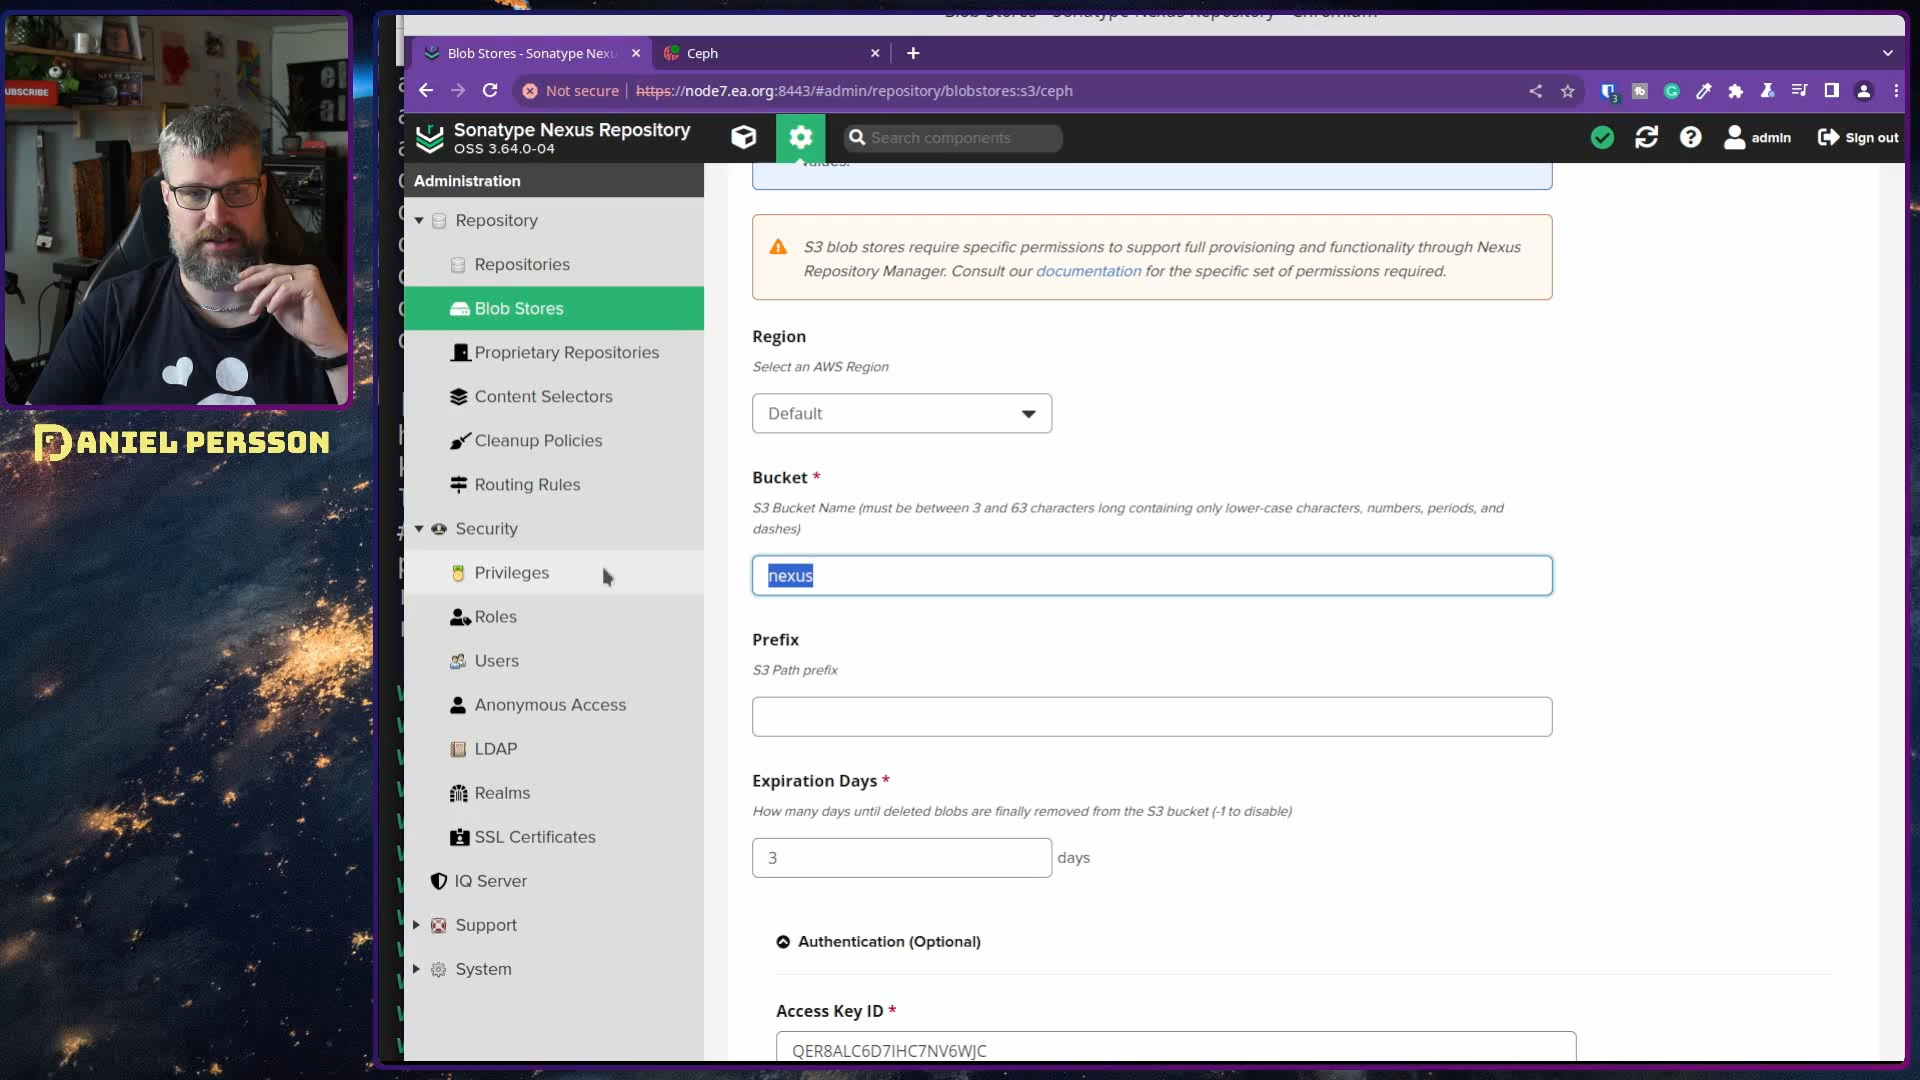 UBSCRIBE
DANIEL PERSSON
Blob Stores - Sonatype Nexus Repository - Chromium
Blob Stores - Sonatype Nexu
Ceph
Not secure
https://node7.ea.org:8443/#admin/repository/blobstores:s3/ceph
3
Sonatype Nexus Repository
OSS 3.64.0-04
Search components
admin
Sign out
Administration
Repository
Repositories
Blob Stores
Proprietary Repositories
Content Selectors
Cleanup Policies
Routing Rules
Security
Privileges
Roles
Users
Anonymous Access
LDAP
Realms
SSL Certificates
IQ Server
Support
System
values.
S3 blob stores require specific permissions to support full provisioning and functionality through Nexus
Repository Manager. Consult our documentation for the specific set of permissions required.
Region
Select an AWS Region
Default
Bucket *
S3 Bucket Name (must be between 3 and 63 characters long containing only lower-case characters, numbers, periods, and
dashes)
nexus
Prefix
S3 Path prefix
Expiration Days *
How many days until deleted blobs are finally removed from the S3 bucket (-1 to disable)
3
days
Authentication (Optional)
Access Key ID *
QER8ALC6D7IHC7NV6WJC